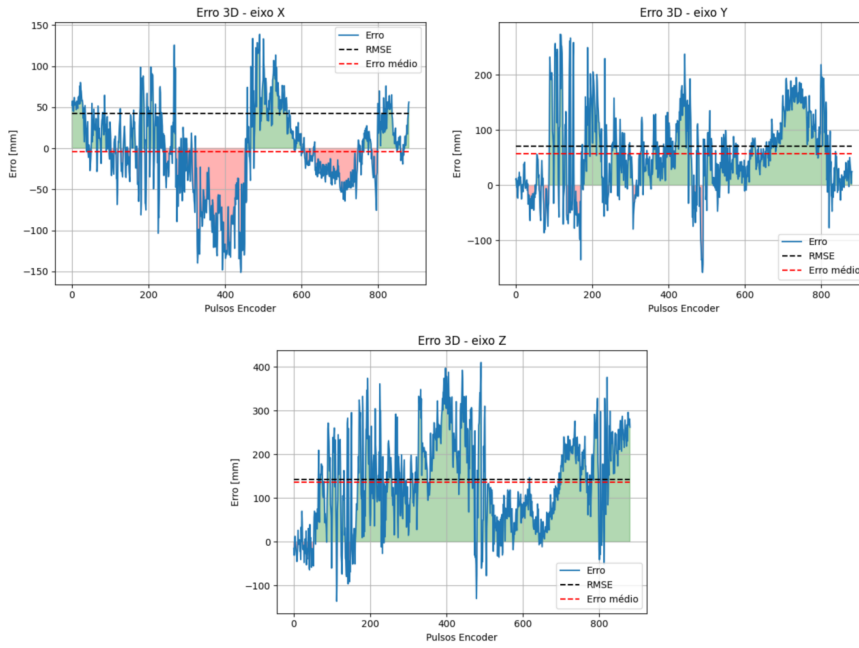 Erro 3D - eixo X
150
100
50
0
−50
−100
−150
Erro [mm]
0 200 400 600 800
Pulsos Encoder
Erro
RMSE
Erro médio
Erro 3D - eixo Y
200
100
0
−100
Erro [mm]
0 200 400 600 800
Pulsos Encoder
Erro
RMSE
Erro médio
Erro 3D - eixo Z
400
300
200
100
0
−100
Erro [mm]
0 200 400 600 800
Pulsos Encoder
Erro
RMSE
Erro médio